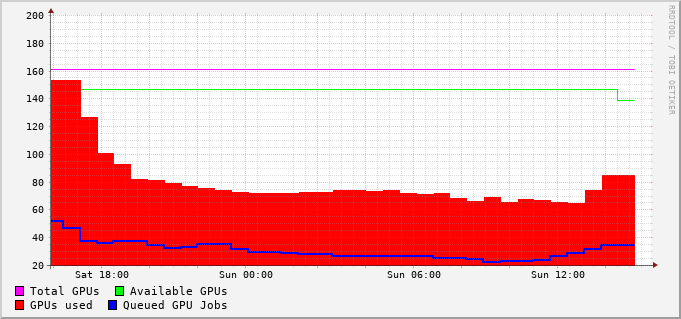 200
180
160
140
120
100
80
60
40
20
Sat 18:00 Sun 00:00 Sun 06:00 Sun 12:00
Total GPUs Available GPUs
GPUs used Queued GPU Jobs
RRDTOOL / TOBI OETIKER